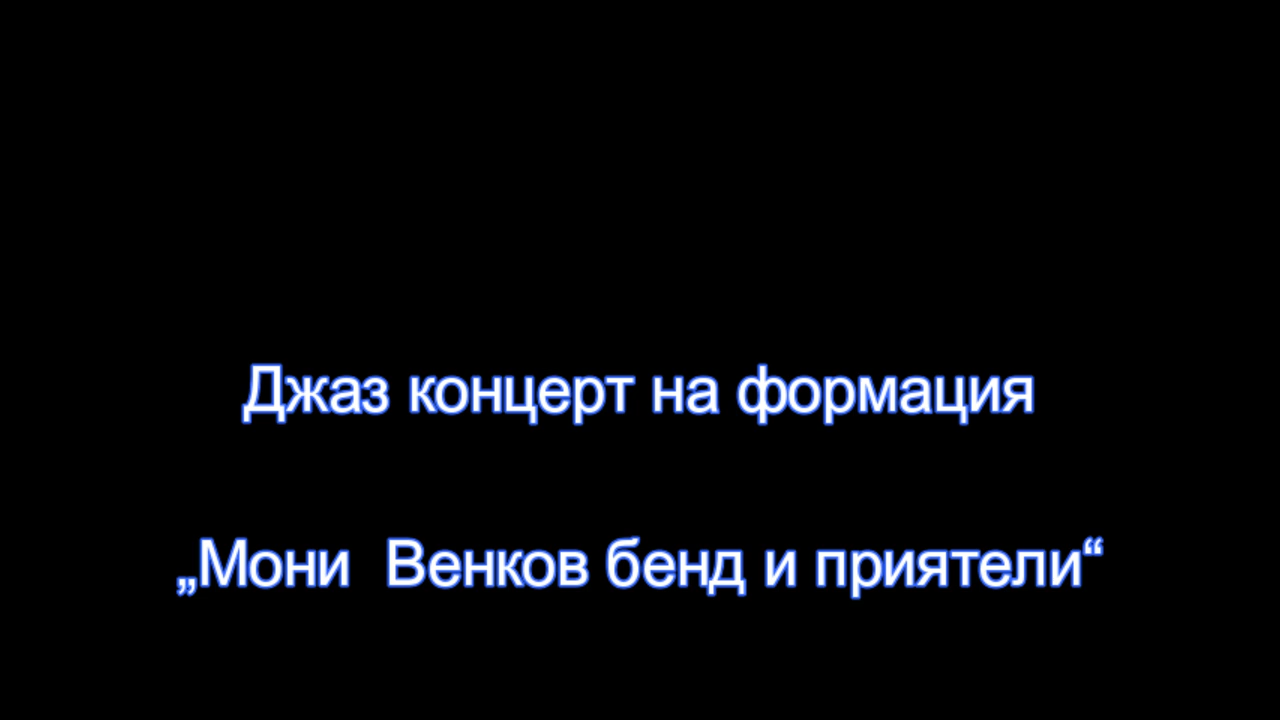 Джаз концерт на формация
„Мони  Венков бенд и приятели“